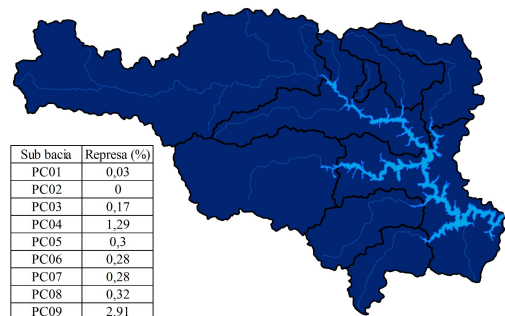 Sub bacia Represa (%)
PC01 0,03
PC02 0
PC03 0,17
PC04 1,29
PC05 0,3
PC06 0,28
PC07 0,28
PC08 0,32
PC09 2,91